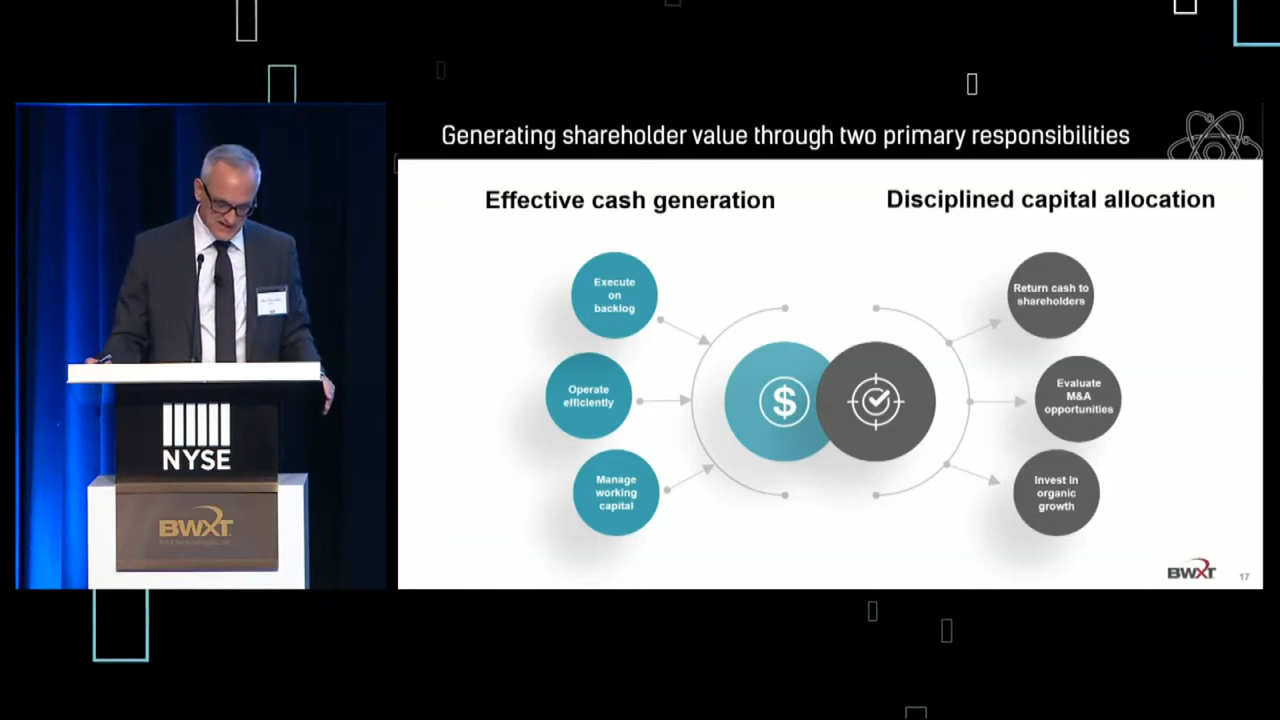 Generating shareholder value through two primary responsibilities
Effective cash generation
Disciplined capital allocation
Execute
on
backlog
Operate
efficiently
Manage
working
capital
$
Return cash to
shareholders
Evaluate
M&A
opportunities
Invest in
organic
growth
BWXT
17
NYSE
BWXT